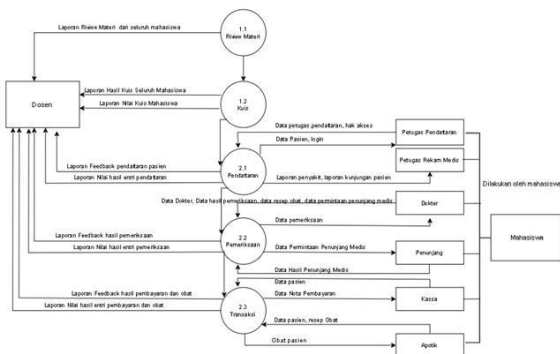 1.1
Riview Materi
Laporan Riview Materi dari seluruh mahasiswa
Laporan Hasil Kuis Seluruh Mahasiswa
Laporan Nilai Kuis Mahasiswa
Dosen
1.2
Kuis
Data petugas pendaftaran, hak akses
Petugas Pendaftaran
Data Pasien, login
Petugas Rekam Medis
Laporan Feedback pendaftaran pasien
Laporan Nilai hasil entri pendaftaran
2.1
Pendaftaran
Laporan penyakit, laporan kunjungan pasien
Dilakukan oleh mahasiswa
Data Dokter, Data hasil pemeriksaan, data resep obat, data permintaan penunjang medis
Dokter
Data pemeriksaan
Mahasiswa
Laporan Feedback hasil pemeriksaan
Laporan Nilai hasil entri pemeriksaan
2.2
Pemeriksaan
Data Permintaan Penunjang Medis
Penunjang
Data Hasil Penunjang Medis
Data pasien
Laporan Feedback hasil pembayaran dan obat
Laporan Nilai hasil entri pembayaran dan obat
2.3
Transaksi
Data Nota Pembayaran
Kassa
Data pasien, resep Obat
Obat pasien
Apotik